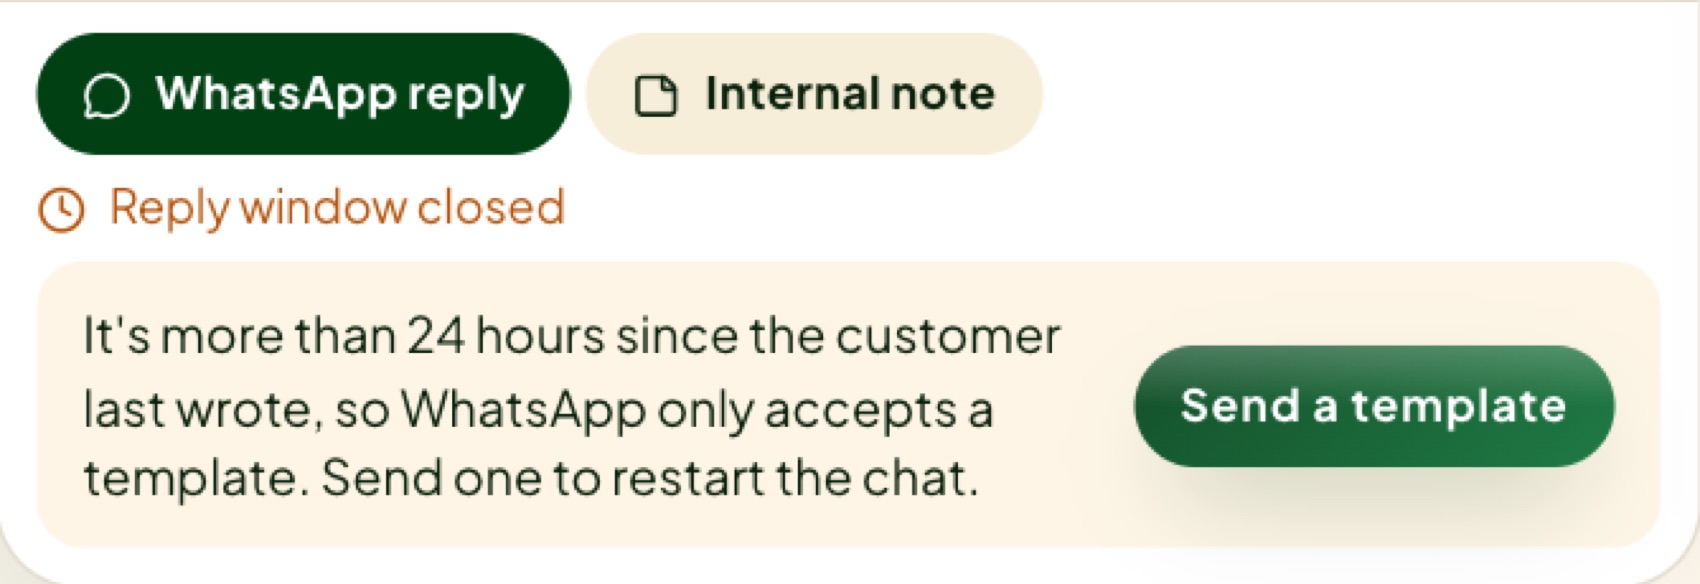 WhatsApp reply
Internal note
Reply window closed
It's more than 24 hours since the customer
last wrote, so WhatsApp only accepts a
template. Send one to restart the chat.
Send a template